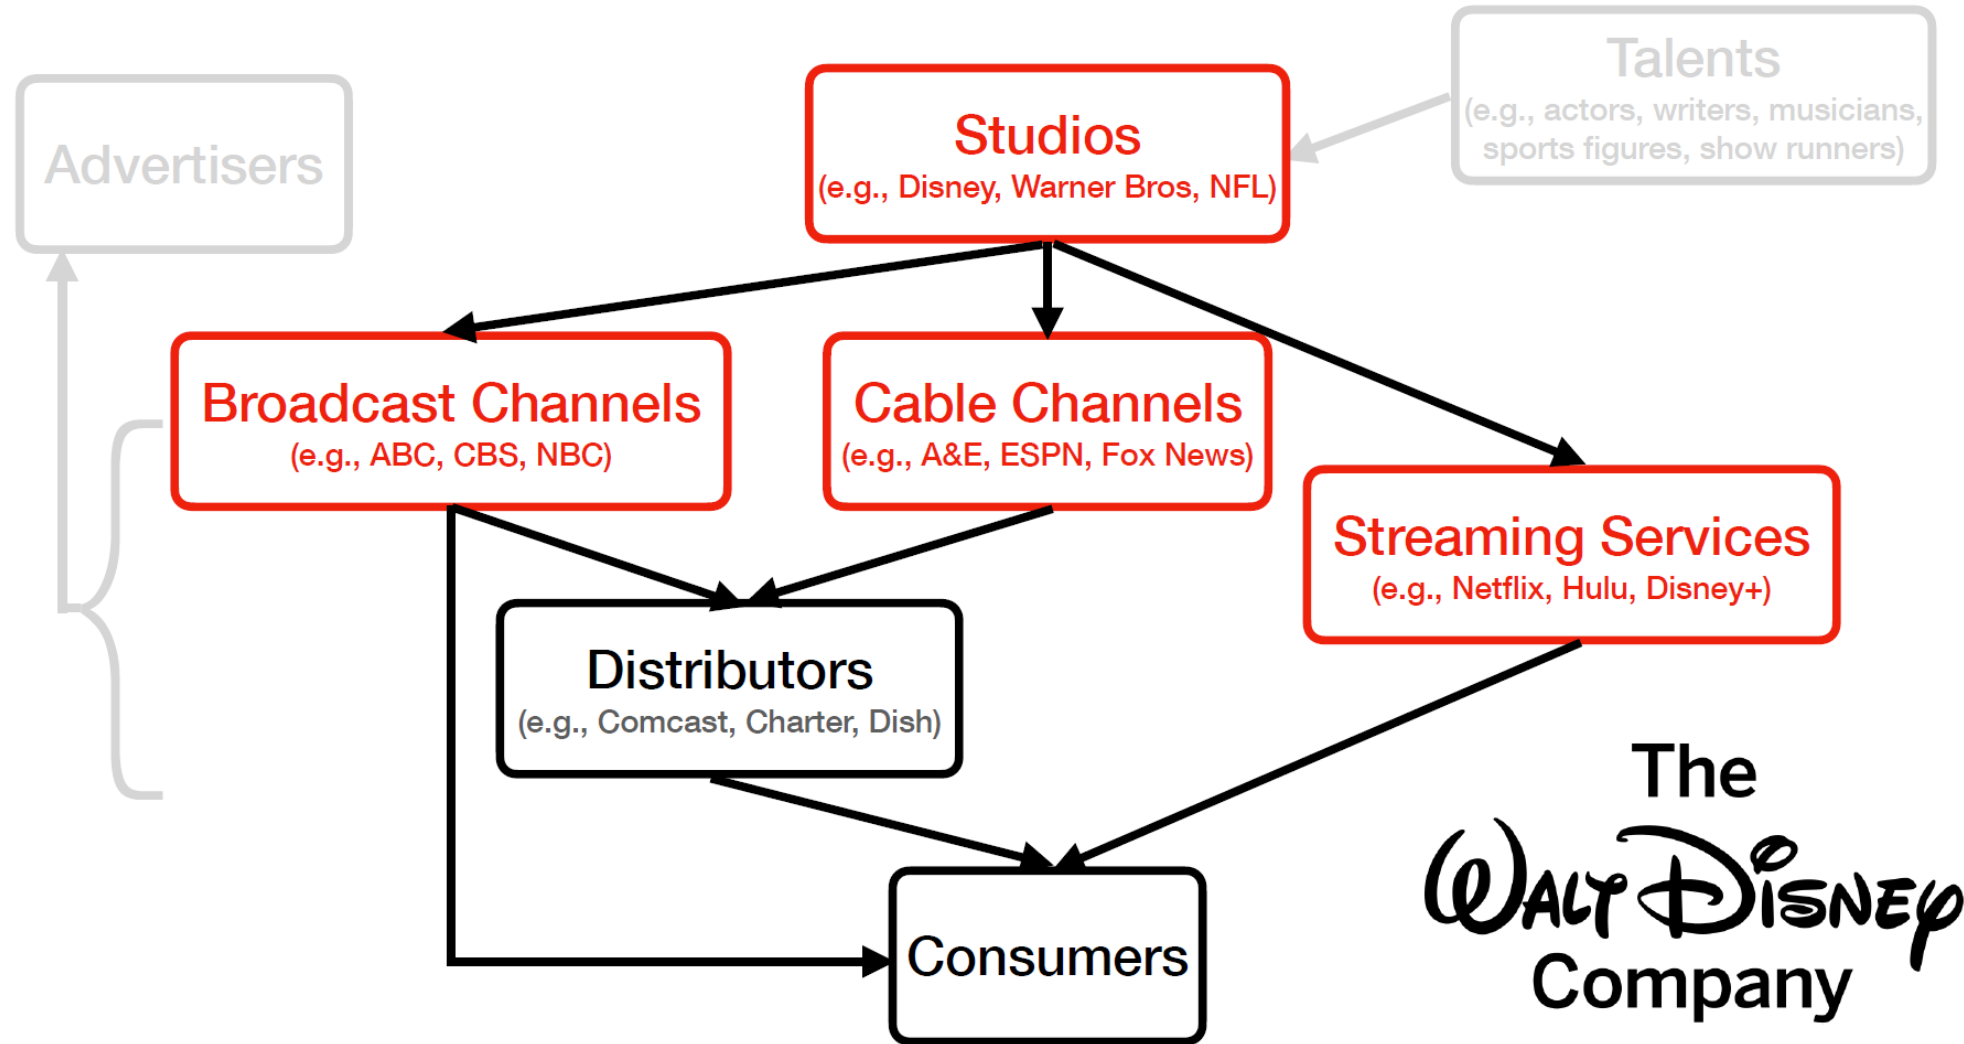 Talents
(e.g., actors, writers, musicians,
sports figures, show runners)
Studios
(e.g., Disney, Warner Bros, NFL)
Advertisers
Broadcast Channels
(e.g., ABC, CBS, NBC)
Cable Channels
(e.g., A&E, ESPN, Fox News)
Streaming Services
(e.g., Netflix, Hulu, Disney+)
Distributors
(e.g., Comcast, Charter, Dish)
Consumers
The
WALT DISNEY
Company